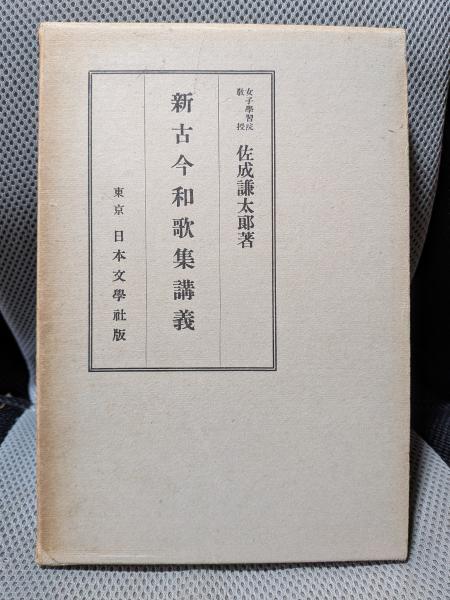 女子學習院
教授
佐成謙太郎著
新古今和歌集講義
東京 日本文學社版